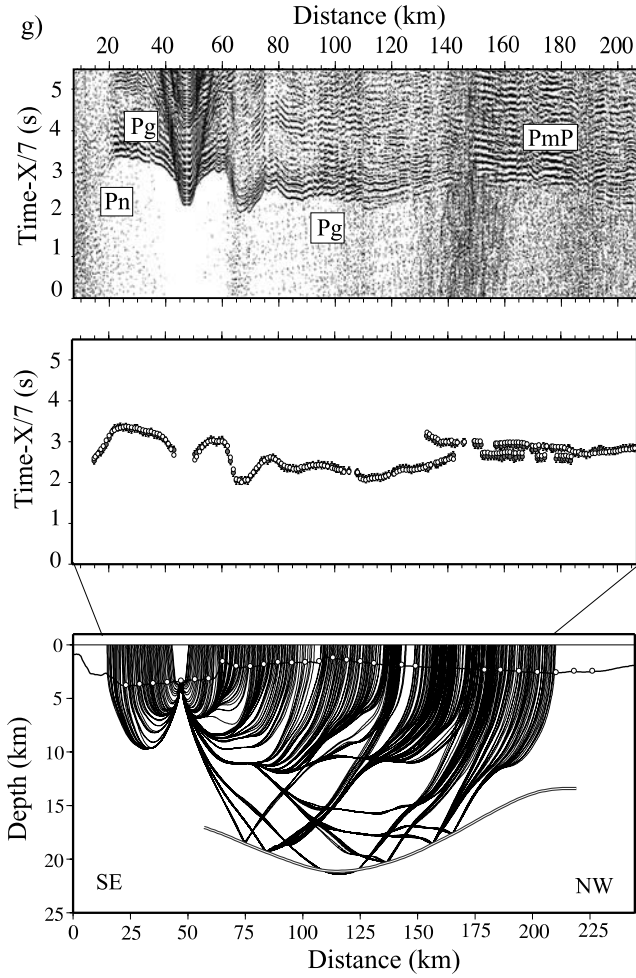 g)
Distance (km)
20 40 60 80 100 120 140 160 180 200
Time-X/7 (s)
5
4
3
2
1
0
Pg
Pn
Pg
PmP
Time-X/7 (s)
5
4
3
2
1
0
Depth (km)
0
5
10
15
20
25
SE
NW
0 25 50 75 100 125 150 175 200 225
Distance (km)